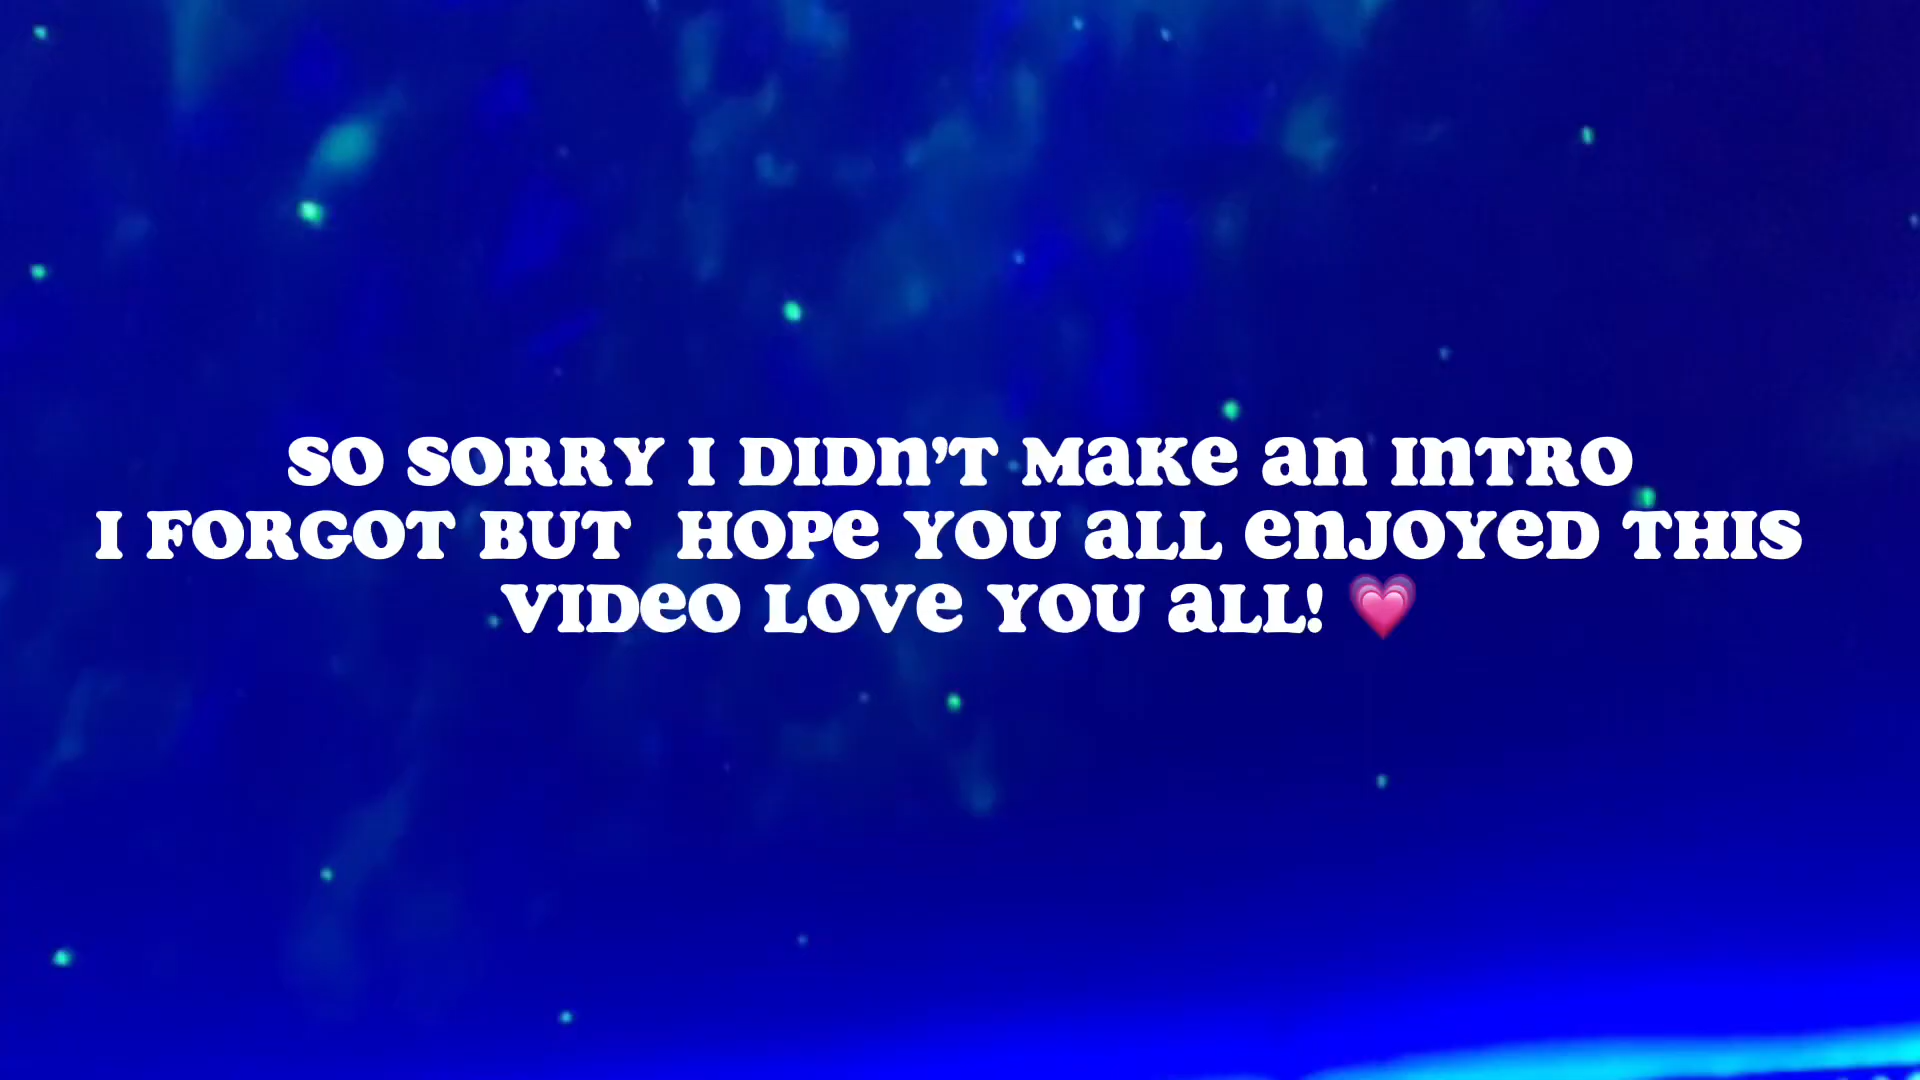 SO SORRY I DIDn'T MaKe an InTRO
I FORGOT BUT  HOPe YOU aLL enJOYeD THIS
VIDeO LOVe YOU aLL! 💗